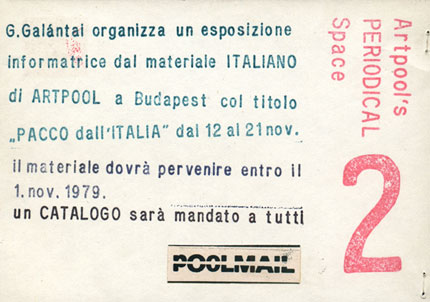 G.Galántai organizza un esposizione
informatrice dal materiale ITALIANO
di ARTPOOL a Budapest col titolo
„PACCO dall'ITALIA” dal 12 al 21 nov.
il materiale dovrà pervenire entro il
1. nov. 1979.
un CATALOGO sarà mandato a tutti
POOLMAIL
Artpool's
PERIODICAL
Space
2